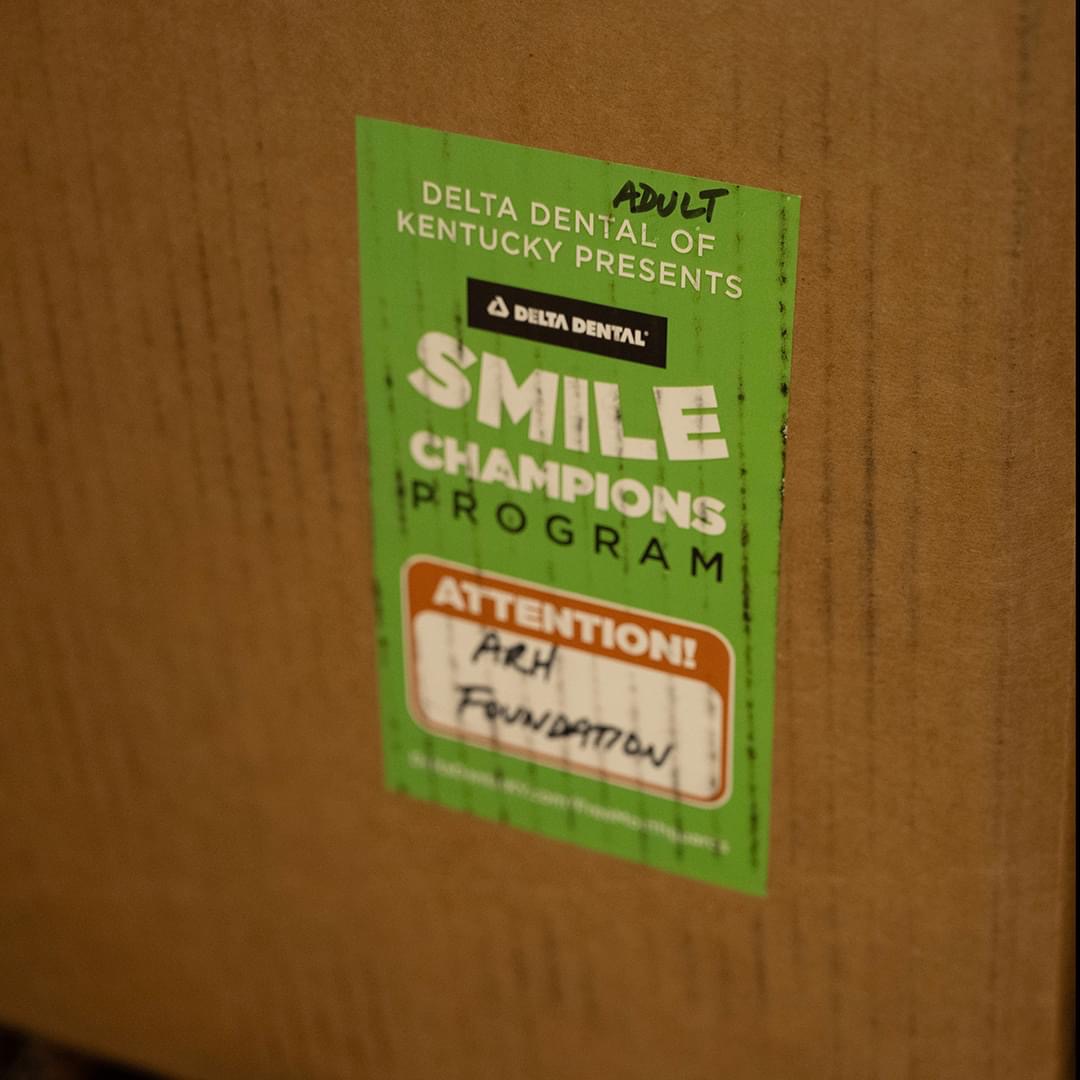 ADULT
DELTA DENTAL OF
KENTUCKY PRESENTS
DELTA DENTAL
SMILE
CHAMPIONS
PROGRAM
ATTENTION!
ARH
FOUNDATION